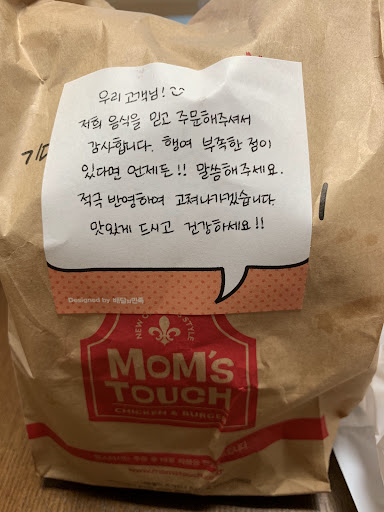 우리 고객님!
저희 음식을 믿고 주문해주셔서
감사합니다. 행여 부족한 점이
있다면 언제든!! 말씀해주세요.
적극 반영하여 고쳐나가겠습니다
맛있게 드시고 건강하세요!!
Designed by 배달의민족
STYLE
MOM'S
TOUCH
CHICKEN & BURGER